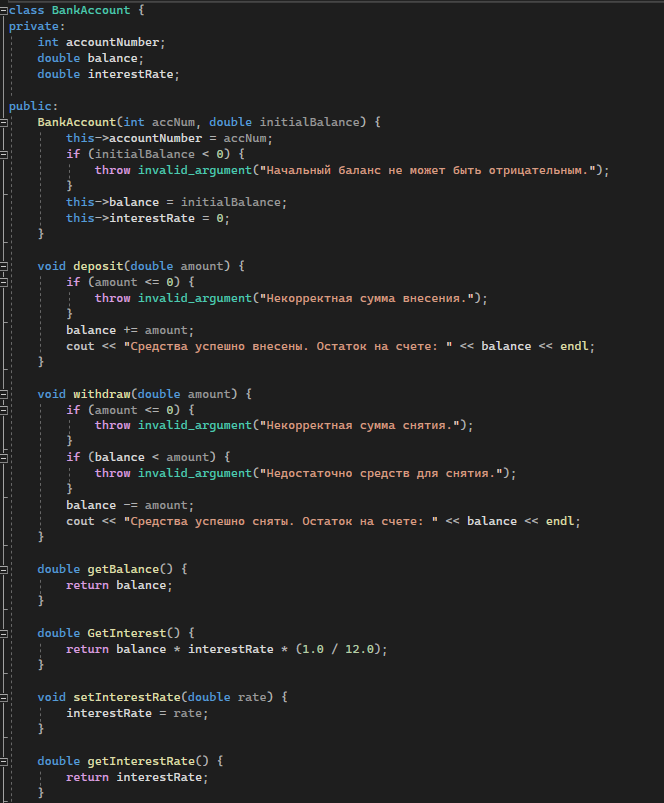 class BankAccount {
private:
    int accountNumber;
    double balance;
    double interestRate;

public:
    BankAccount(int accNum, double initialBalance) {
        this->accountNumber = accNum;
        if (initialBalance < 0) {
            throw invalid_argument("Начальный баланс не может быть отрицательным.");
        }
        this->balance = initialBalance;
        this->interestRate = 0;
    }

    void deposit(double amount) {
        if (amount <= 0) {
            throw invalid_argument("Некорректная сумма внесения.");
        }
        balance += amount;
        cout << "Средства успешно внесены. Остаток на счете: " << balance << endl;
    }

    void withdraw(double amount) {
        if (amount <= 0) {
            throw invalid_argument("Некорректная сумма снятия.");
        }
        if (balance < amount) {
            throw invalid_argument("Недостаточно средств для снятия.");
        }
        balance -= amount;
        cout << "Средства успешно сняты. Остаток на счете: " << balance << endl;
    }

    double getBalance() {
        return balance;
    }

    double GetInterest() {
        return balance * interestRate * (1.0 / 12.0);
    }

    void setInterestRate(double rate) {
        interestRate = rate;
    }

    double getInterestRate() {
        return interestRate;
    }